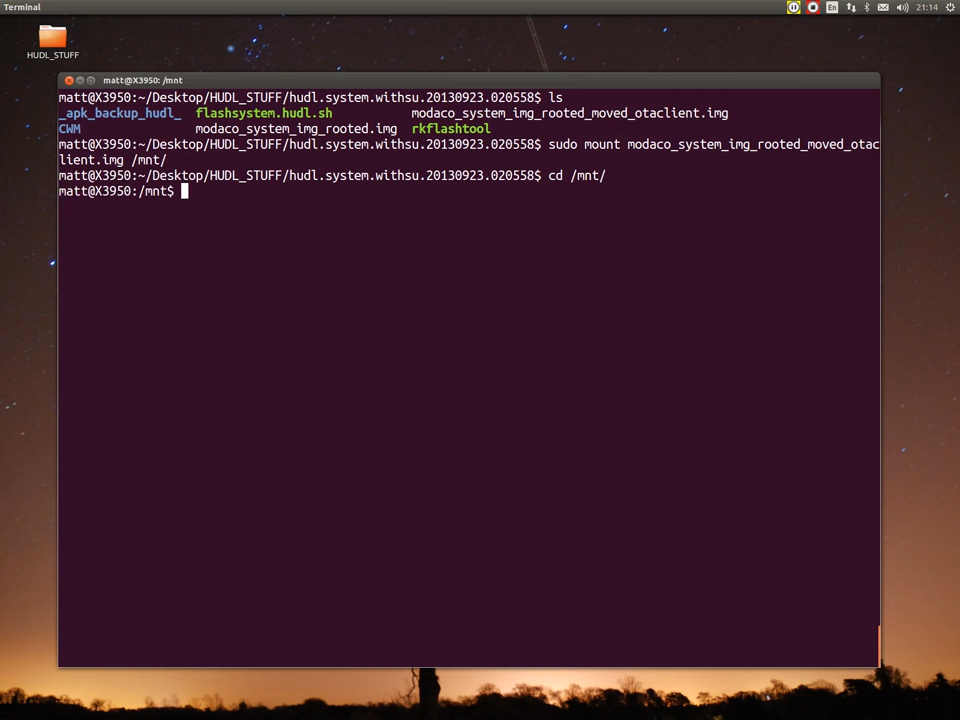 Terminal
En
21:14
HUDL_STUFF
matt@X3950: /mnt
matt@X3950:~/Desktop/HUDL_STUFF/hudl.system.withsu.20130923.020558$ ls
_apk_backup_hudl_ flashsystem.hudl.sh modaco_system_img_rooted_moved_otaclient.img
CWM modaco_system_img_rooted.img rkflashtool
matt@X3950:~/Desktop/HUDL_STUFF/hudl.system.withsu.20130923.020558$ sudo mount modaco_system_img_rooted_moved_otac
lient.img /mnt/
matt@X3950:~/Desktop/HUDL_STUFF/hudl.system.withsu.20130923.020558$ cd /mnt/
matt@X3950:/mnt$